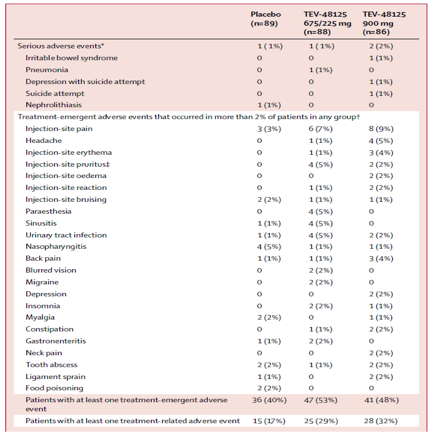 Placebo (n=89) TEV-48125 675/225 mg (n=88) TEV-48125 900 mg (n=86)
Serious adverse events* 1 (1%) 1 (1%) 2 (2%)
Irritable bowel syndrome 0 0 1 (1%)
Pneumonia 0 1 (1%) 0
Depression with suicide attempt 0 0 1 (1%)
Suicide attempt 0 0 1 (1%)
Nephrolithiasis 1 (1%) 0 0
Treatment-emergent adverse events that occurred in more than 2% of patients in any group†
Injection-site pain 3 (3%) 6 (7%) 8 (9%)
Headache 0 1 (1%) 4 (5%)
Injection-site erythema 0 1 (1%) 3 (4%)
Injection-site pruritus‡ 0 4 (5%) 2 (2%)
Injection-site oedema 0 0 2 (2%)
Injection-site reaction 0 1 (1%) 2 (2%)
Injection-site bruising 2 (2%) 1 (1%) 1 (1%)
Paraesthesia 0 4 (5%) 0
Sinusitis 1 (1%) 4 (5%) 0
Urinary tract infection 1 (1%) 4 (5%) 2 (2%)
Nasopharyngitis 4 (5%) 1 (1%) 1 (1%)
Back pain 1 (1%) 1 (1%) 3 (4%)
Blurred vision 0 2 (2%) 0
Migraine 0 2 (2%) 0
Depression 0 0 2 (2%)
Insomnia 0 2 (2%) 1 (1%)
Myalgia 2 (2%) 0 1 (1%)
Constipation 0 1 (1%) 2 (2%)
Gastroenteritis 1 (1%) 2 (2%) 0
Neck pain 0 0 2 (2%)
Tooth abscess 2 (2%) 1 (1%) 2 (2%)
Ligament sprain 1 (1%) 0 2 (2%)
Food poisoning 2 (2%) 0 0
Patients with at least one treatment-emergent adverse event 36 (40%) 47 (53%) 41 (48%)
Patients with at least one treatment-related adverse event 15 (17%) 25 (29%) 28 (32%)